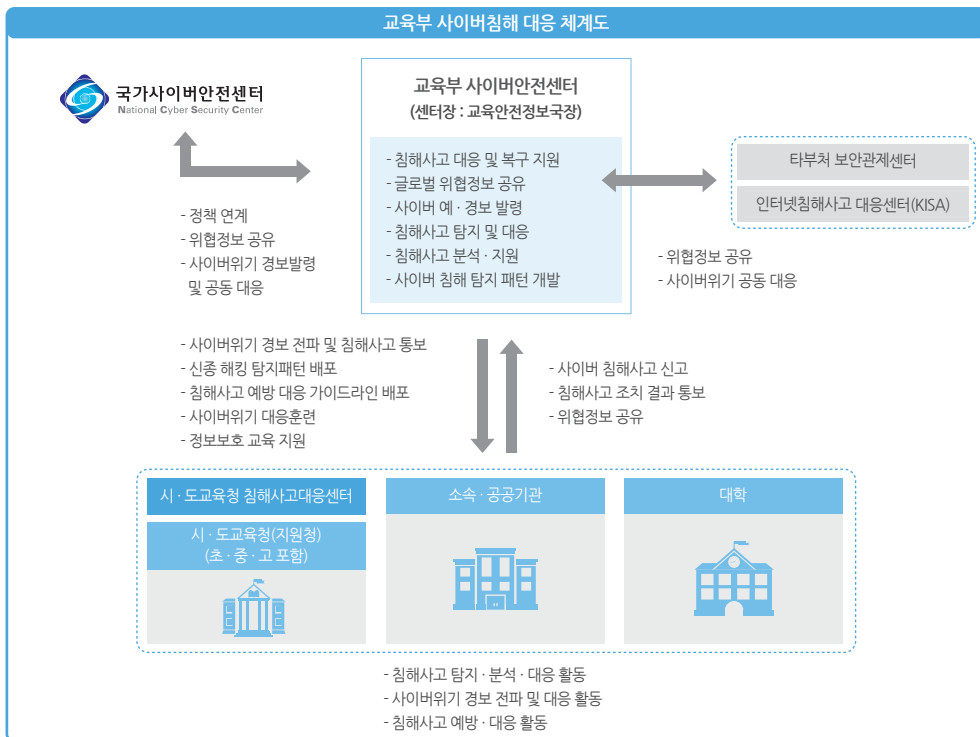 교육부 사이버침해 대응 체계도
국가사이버안전센터
National Cyber Security Center
교육부 사이버안전센터
(센터장 : 교육안전정보국장)
- 침해사고 대응 및 복구 지원
- 글로벌 위협정보 공유
- 사이버 예 · 경보 발령
- 침해사고 탐지 및 대응
- 침해사고 분석 · 지원
- 사이버 침해 탐지 패턴 개발
타부처 보안관제센터
인터넷침해사고 대응센터(KISA)
- 정책 연계
- 위협정보 공유
- 사이버위기 경보발령
및 공동 대응
- 위협정보 공유
- 사이버위기 공동 대응
- 사이버위기 경보 전파 및 침해사고 통보
- 신종 해킹 탐지패턴 배포
- 침해사고 예방 대응 가이드라인 배포
- 사이버위기 대응훈련
- 정보보호 교육 지원
- 사이버 침해사고 신고
- 침해사고 조치 결과 통보
- 위협정보 공유
시 · 도교육청 침해사고대응센터
시 · 도교육청(지원청)
(초 · 중 · 고 포함)
소속 · 공공기관
대학
- 침해사고 탐지 · 분석 · 대응 활동
- 사이버위기 경보 전파 및 대응 활동
- 침해사고 예방 · 대응 활동